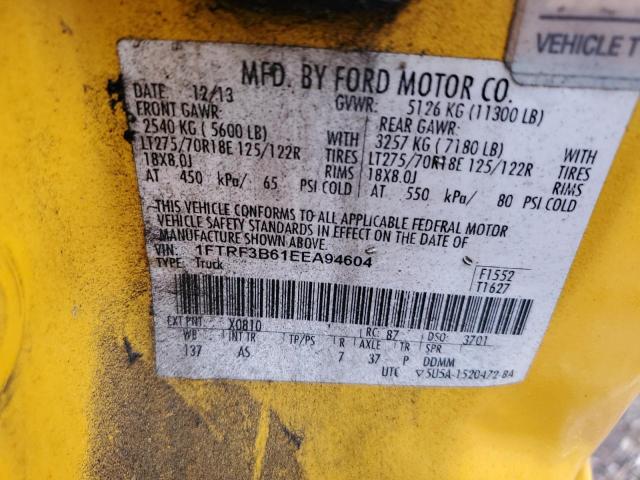 VEHICLE T
MFD. BY FORD MOTOR CO.
DATE: 12/13 GVWR: 5126 KG (11300 LB)
FRONT GAWR: REAR GAWR:
2540 KG ( 5600 LB) 3257 KG ( 7180 LB)
WITH WITH
LT275/70R18E 125/122R TIRES LT275/70R18E 125/122R TIRES
18X8.0J RIMS 18X8.0J RIMS
AT 450 kPa/ 65 PSI COLD AT 550 kPa/ 80 PSI COLD
THIS VEHICLE CONFORMS TO ALL APPLICABLE FEDERAL MOTOR
VEHICLE SAFETY STANDARDS IN EFFECT ON THE DATE OF
MANUFACTURE SHOWN ABOVE.
VIN: 1FTRF3B61EEA94604
TYPE: Truck
F1552
T1627
EXT PNT: X0810 RC: B7 DSO: 3701
WB INT TR TP/PS R AXLE TR SPR
137 AS 7 37 P DDMM
UTC ▽5U5A-1520472-BA